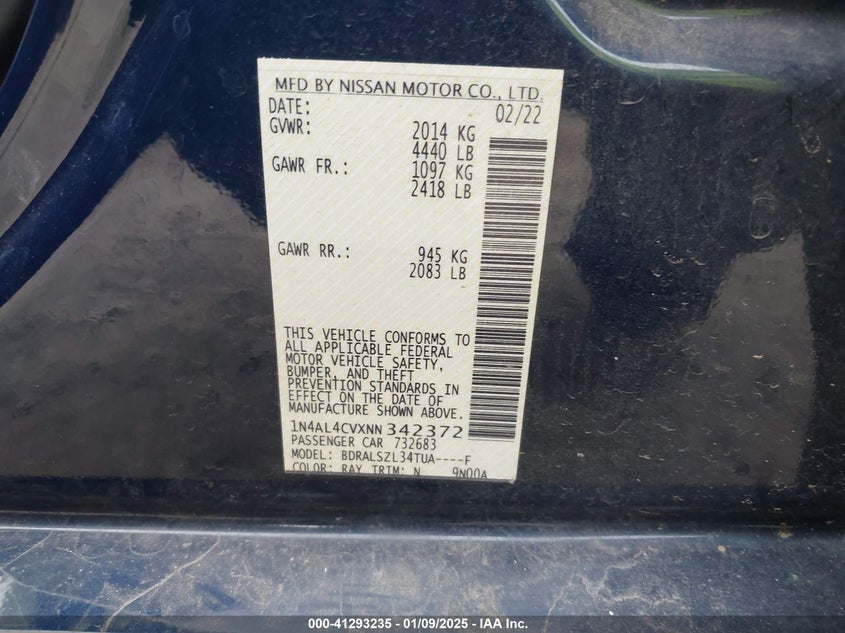 MFD BY NISSAN MOTOR CO., LTD.
DATE: 02/22
GVWR: 2014 KG
4440 LB
GAWR FR.: 1097 KG
2418 LB
GAWR RR.: 945 KG
2083 LB
THIS VEHICLE CONFORMS TO
ALL APPLICABLE FEDERAL
MOTOR VEHICLE SAFETY,
BUMPER, AND THEFT
PREVENTION STANDARDS IN
EFFECT ON THE DATE OF
MANUFACTURE SHOWN ABOVE.
1N4AL4CVXNN342372
PASSENGER CAR 732683
MODEL: BDRALSZL34TUA----F
COLOR: RAY TRIM: N 9N00A
000-41293235 - 01/09/2025 - IAA Inc.